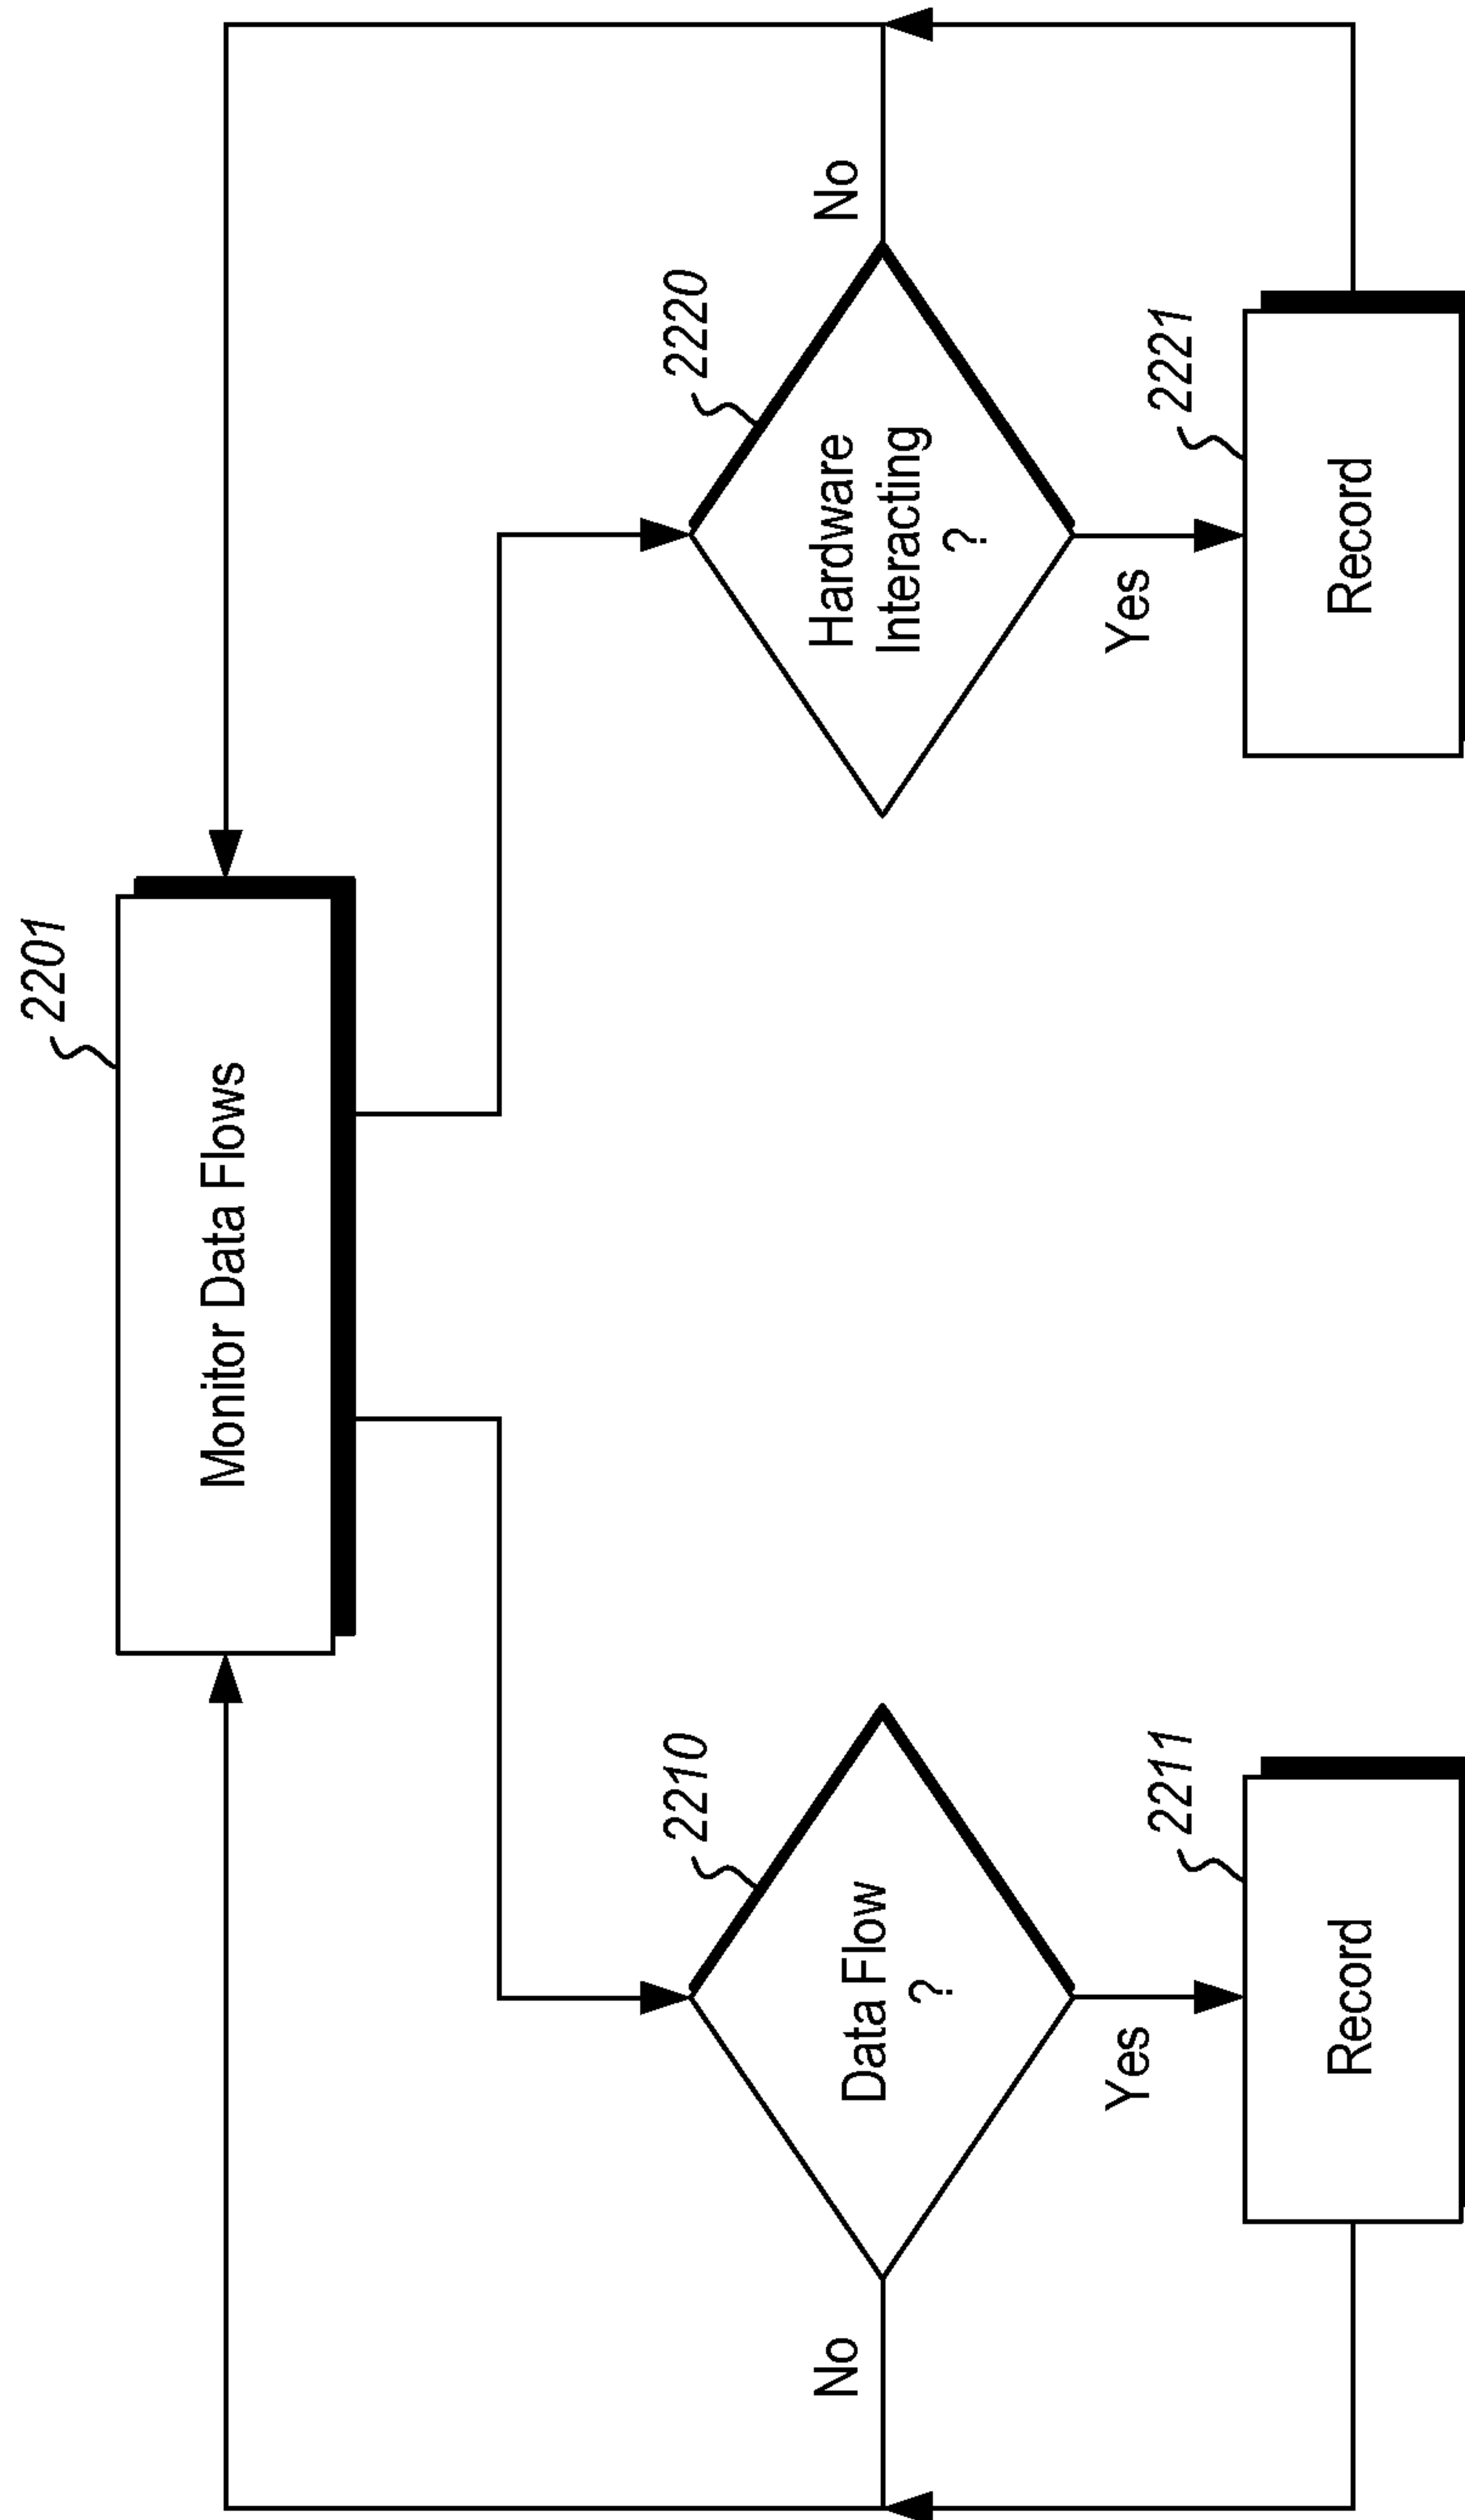 2201
Monitor Data Flows
2210
2220
Data Flow
?
Hardware
Interacting
?
No
No
Yes
Yes
2211
2221
Record
Record